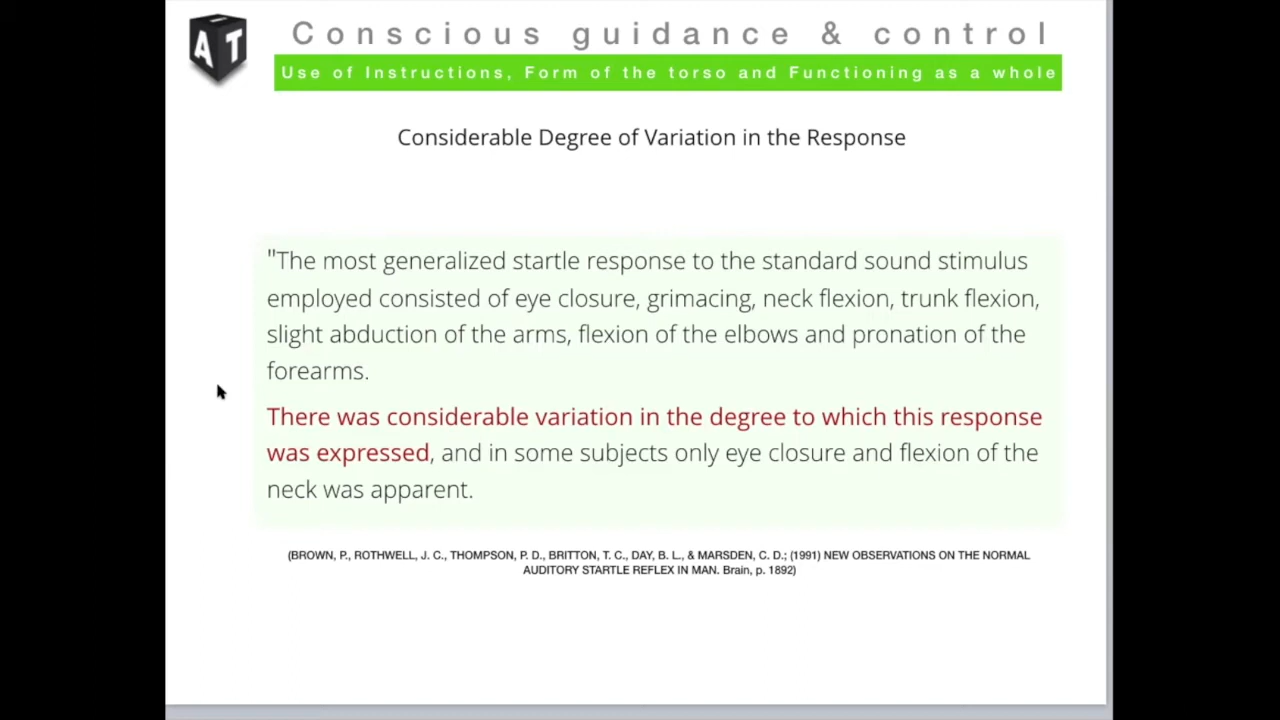 AT
Conscious guidance & control
Use of Instructions, Form of the torso and Functioning as a whole
Considerable Degree of Variation in the Response
"The most generalized startle response to the standard sound stimulus
employed consisted of eye closure, grimacing, neck flexion, trunk flexion,
slight abduction of the arms, flexion of the elbows and pronation of the
forearms.
There was considerable variation in the degree to which this response
was expressed, and in some subjects only eye closure and flexion of the
neck was apparent.
(BROWN, P., ROTHWELL, J. C., THOMPSON, P. D., BRITTON, T. C., DAY, B. L., & MARSDEN, C. D.; (1991) NEW OBSERVATIONS ON THE NORMAL
AUDITORY STARTLE REFLEX IN MAN. Brain, p. 1892)